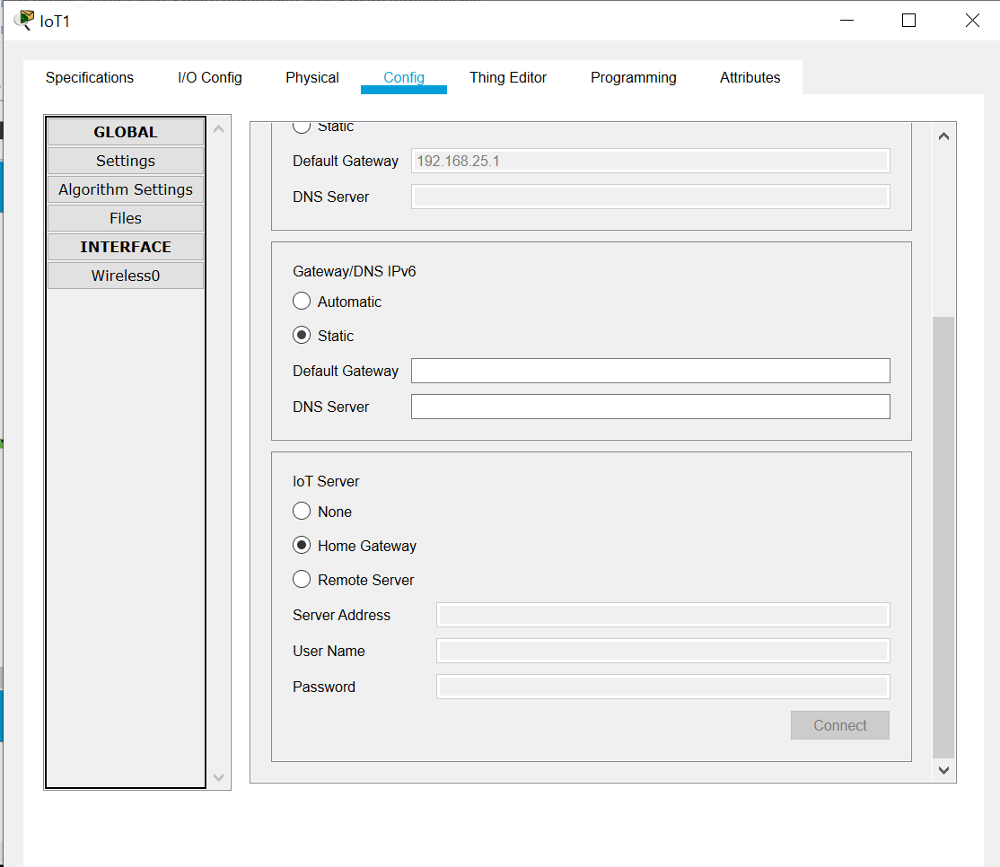 IoT1
Specifications I/O Config Physical Config Thing Editor Programming Attributes
GLOBAL
Settings
Algorithm Settings
Files
INTERFACE
Wireless0
Static
Default Gateway 192.168.25.1
DNS Server
Gateway/DNS IPv6
Automatic
Static
Default Gateway
DNS Server
IoT Server
None
Home Gateway
Remote Server
Server Address
User Name
Password
Connect